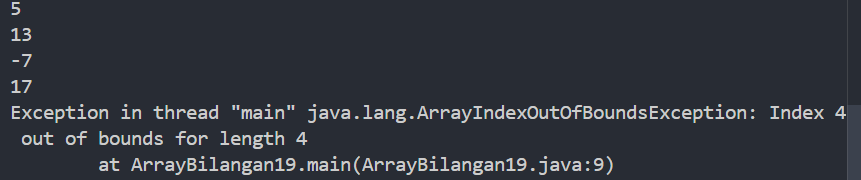 5
13
-7
17
Exception in thread "main" java.lang.ArrayIndexOutOfBoundsException: Index 4
out of bounds for length 4
at ArrayBilangan19.main(ArrayBilangan19.java:9)